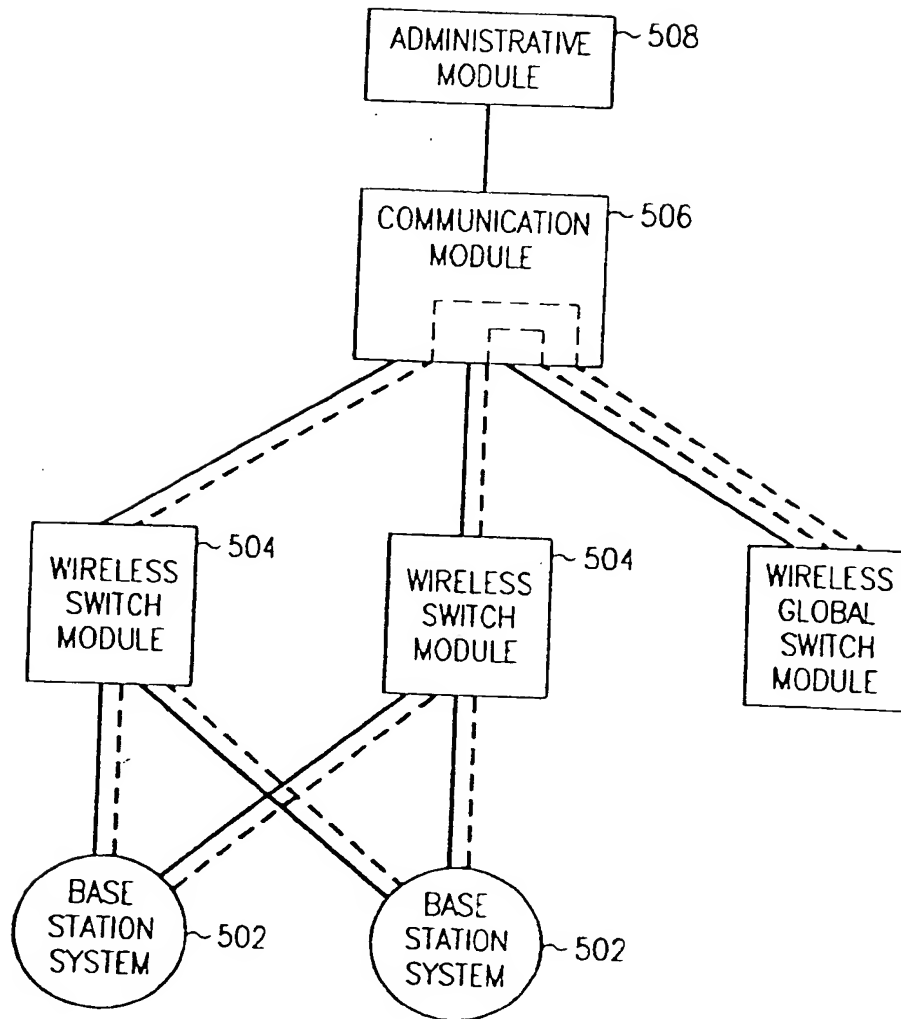 ADMINISTRATIVE
MODULE
508
COMMUNICATION
MODULE
506
WIRELESS
SWITCH
MODULE
504
WIRELESS
SWITCH
MODULE
504
WIRELESS
GLOBAL
SWITCH
MODULE
BASE
STATION
SYSTEM
502
BASE
STATION
SYSTEM
502